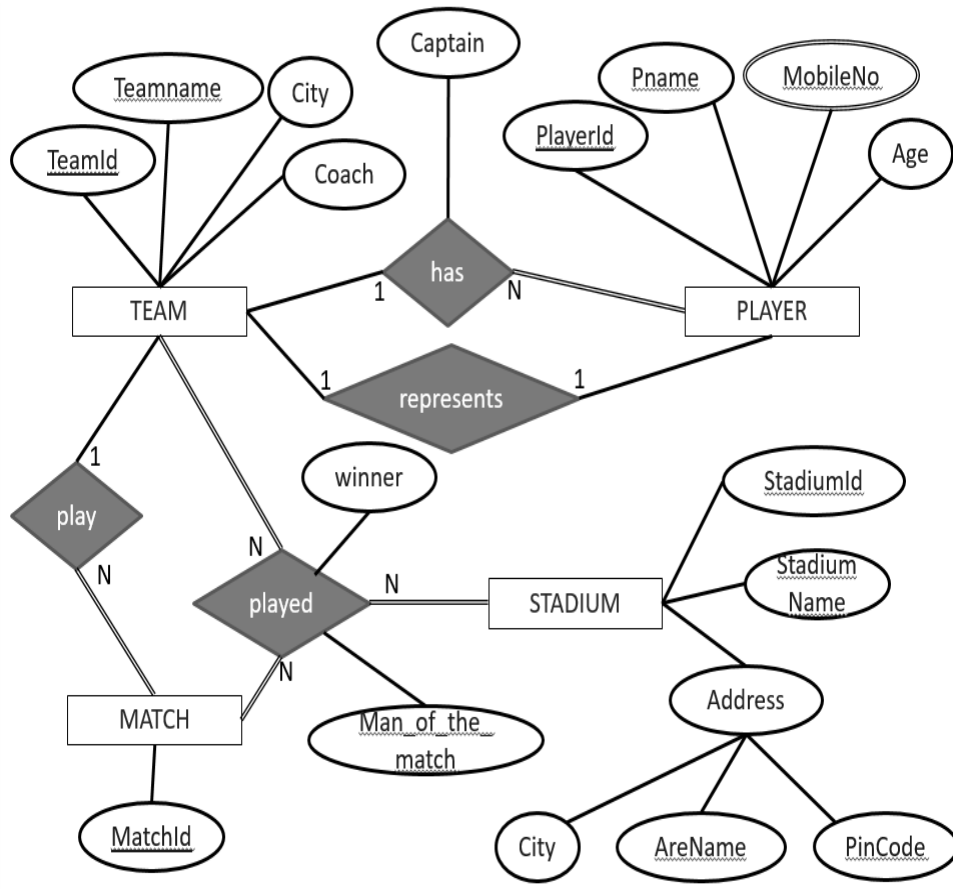 Captain
Teamname
City
Pname
MobileNo
TeamId
Coach
PlayerId
Age
has
1
N
TEAM
PLAYER
1
represents
1
1
winner
StadiumId
play
N
N
N
played
STADIUM
Stadium
Name
N
MATCH
Address
Man_of_the_
match
MatchId
City
AreName
PinCode